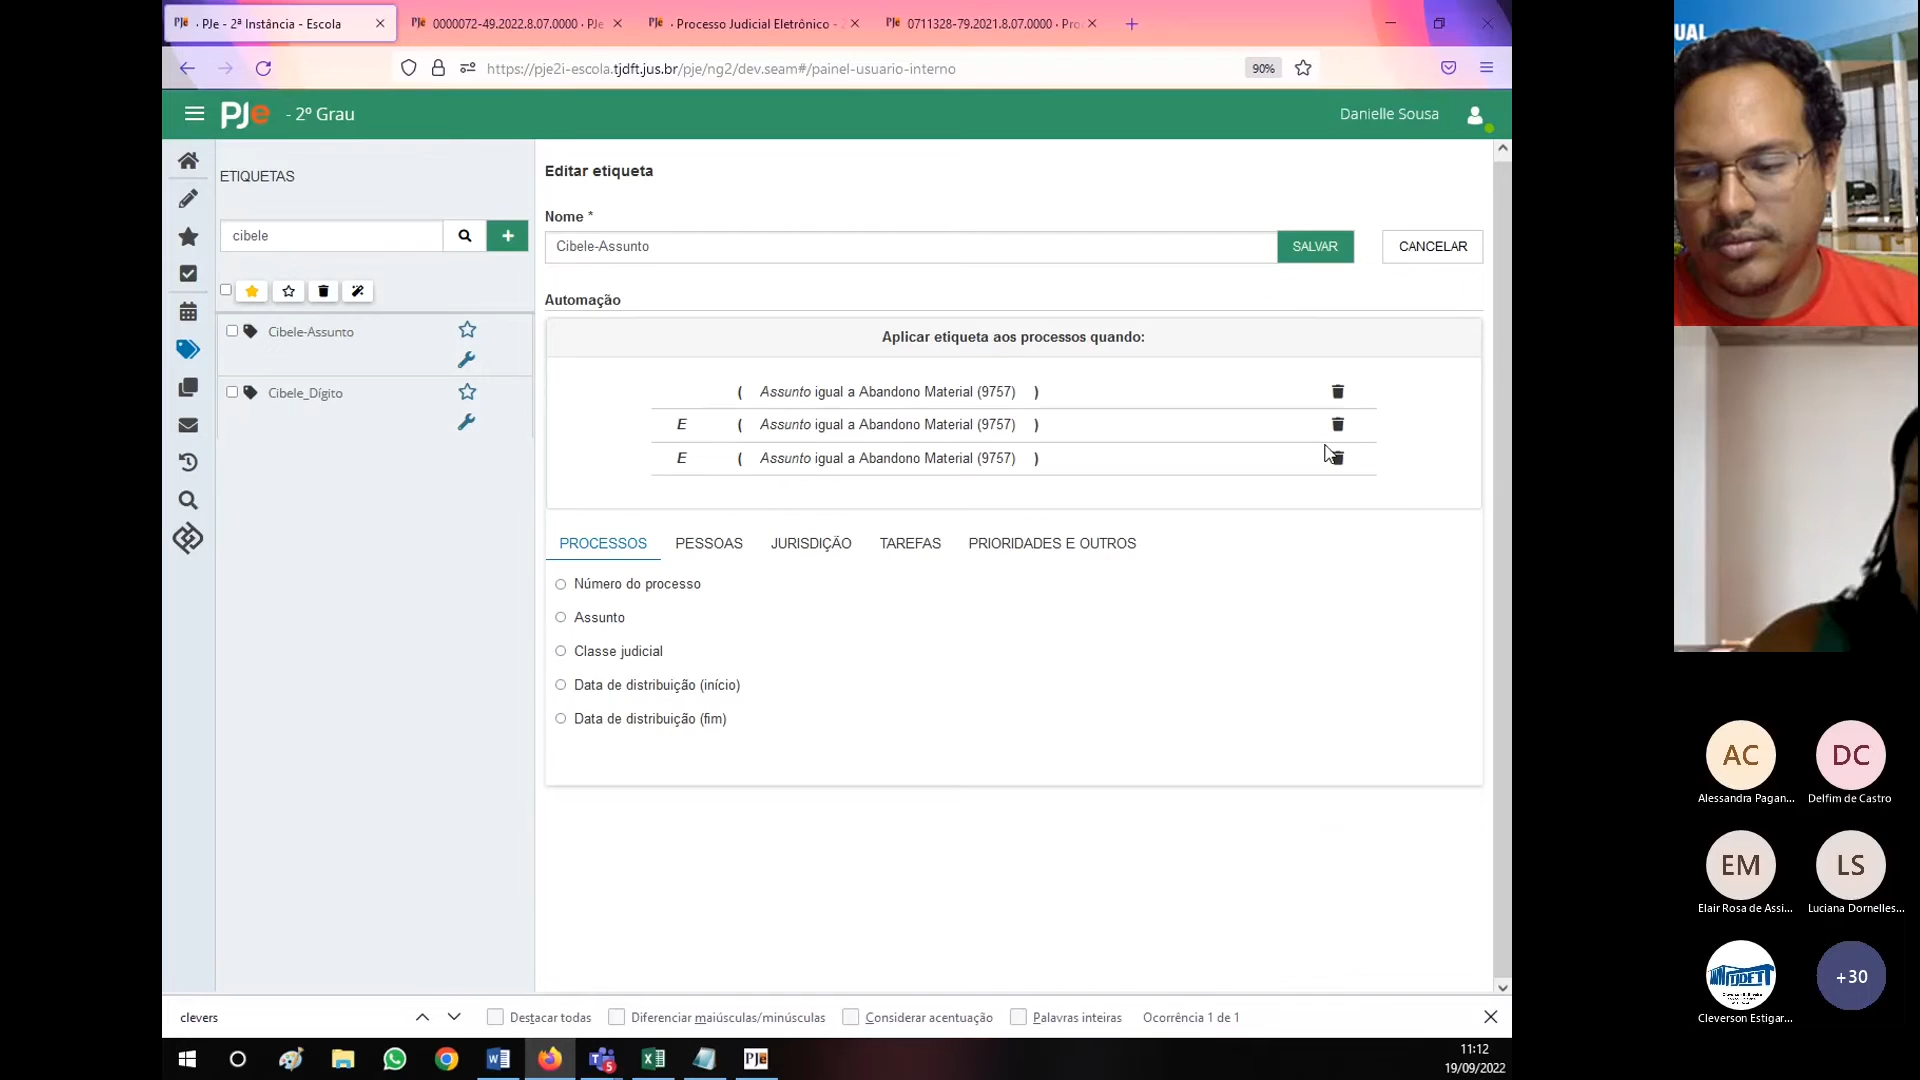 PJe - 2ª Instância - Escola
0000072-49.2022.8.07.0000 · PJe
· Processo Judicial Eletrônico - 2
0711328-79.2021.8.07.0000 · Pro
https://pje2i-escola.tjdft.jus.br/pje/ng2/dev.seam#/painel-usuario-interno
90%
PJe - 2º Grau
Danielle Sousa
ETIQUETAS
cibele
Cibele-Assunto
Cibele_Dígito
Editar etiqueta
Nome *
Cibele-Assunto
SALVAR
CANCELAR
Automação
Aplicar etiqueta aos processos quando:
( Assunto igual a Abandono Material (9757) )
E ( Assunto igual a Abandono Material (9757) )
E ( Assunto igual a Abandono Material (9757) )
PROCESSOS PESSOAS JURISDIÇÃO TAREFAS PRIORIDADES E OUTROS
Número do processo
Assunto
Classe judicial
Data de distribuição (início)
Data de distribuição (fim)
clevers
Destacar todas
Diferenciar maiúsculas/minúsculas
Considerar acentuação
Palavras inteiras
Ocorrência 1 de 1
5
PJe
11:12
19/09/2022
UAL
AC
Alessandra Pagan...
DC
Delfim de Castro
EM
Elair Rosa de Assi...
LS
Luciana Dornelles...
TJDFT
Cleverson Estigar...
+30